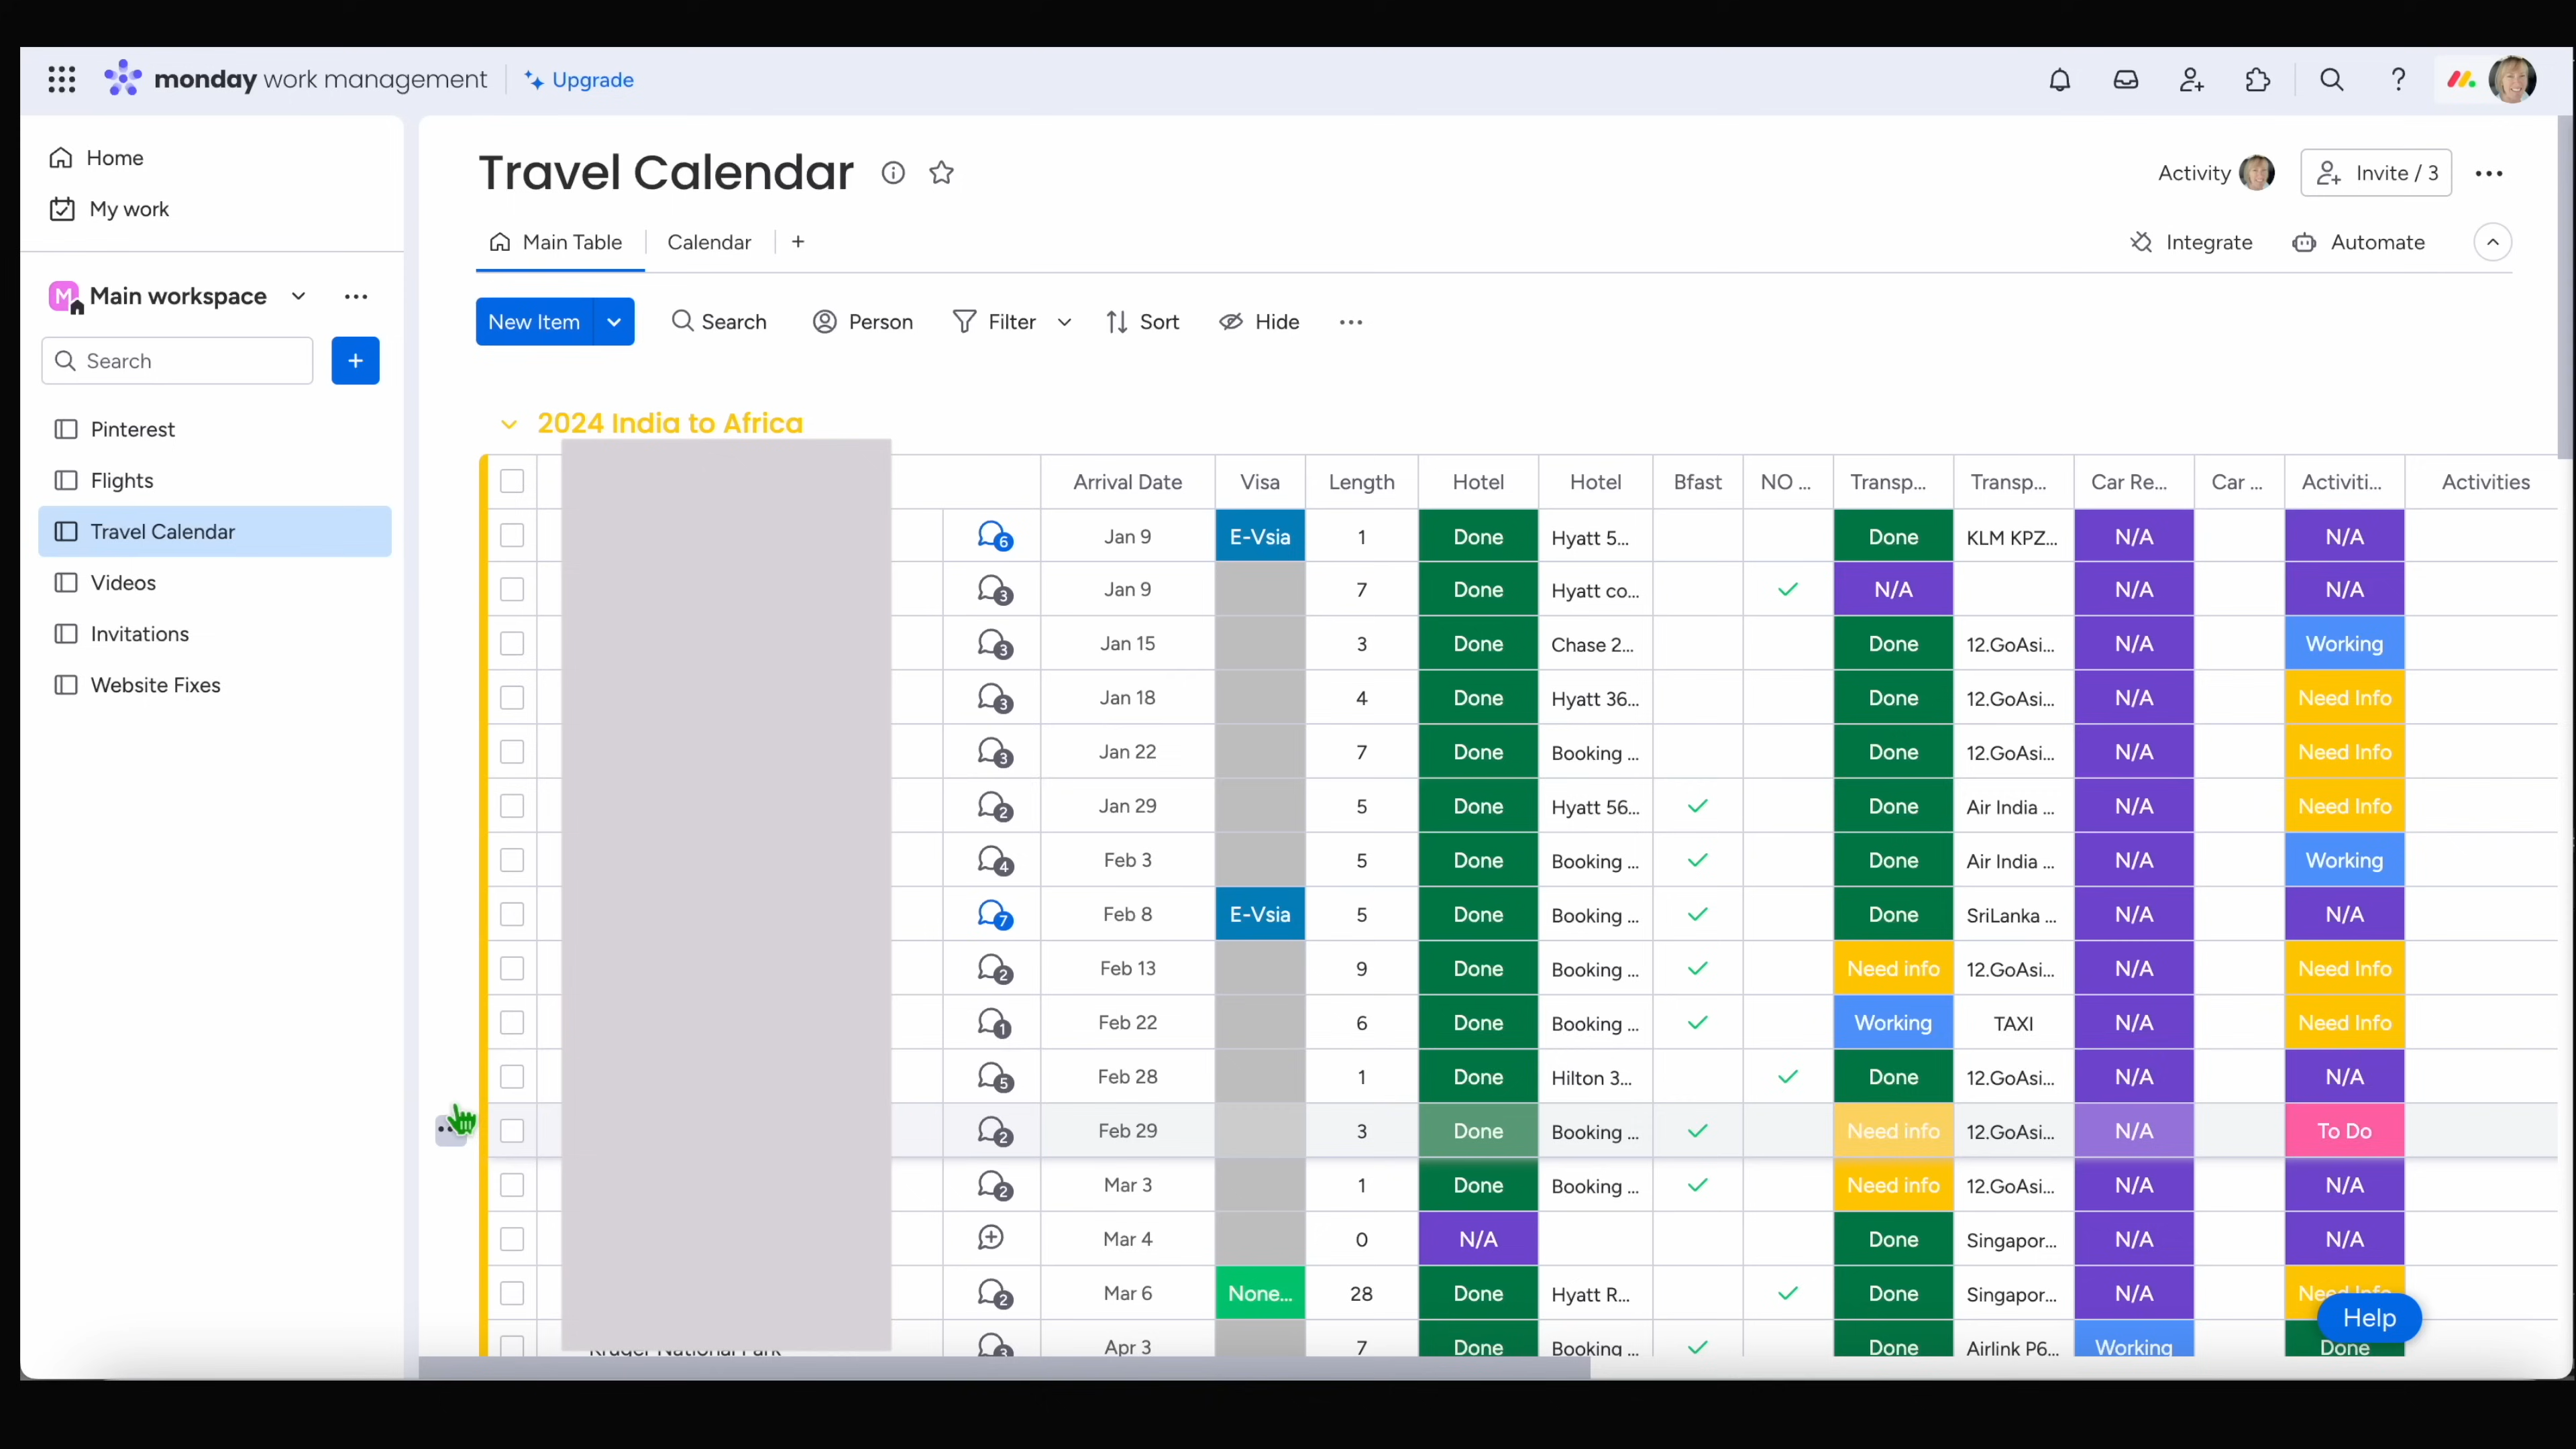 monday work management Upgrade
Home
My work
Main workspace
Search
Pinterest
Flights
Travel Calendar
Videos
Invitations
Website Fixes
Travel Calendar
Activity Invite / 3
Main Table Calendar + Integrate Automate
New Item Search Person Filter Sort Hide
2024 India to Africa
Arrival Date Visa Length Hotel Hotel Bfast NO ... Transp... Transp... Car Re... Car ... Activiti... Activities
6 Jan 9 E-Vsia 1 Done Hyatt 5... Done KLM KPZ... N/A N/A
3 Jan 9 7 Done Hyatt co... N/A N/A N/A
3 Jan 15 3 Done Chase 2... Done 12.GoAsi... N/A Working
3 Jan 18 4 Done Hyatt 36... Done 12.GoAsi... N/A Need Info
3 Jan 22 7 Done Booking ... Done 12.GoAsi... N/A Need Info
2 Jan 29 5 Done Hyatt 56... Done Air India ... N/A Need Info
4 Feb 3 5 Done Booking ... Done Air India ... N/A Working
7 Feb 8 E-Vsia 5 Done Booking ... Done SriLanka ... N/A N/A
2 Feb 13 9 Done Booking ... Need info 12.GoAsi... N/A Need Info
1 Feb 22 6 Done Booking ... Working TAXI N/A Need Info
5 Feb 28 1 Done Hilton 3... Done 12.GoAsi... N/A N/A
2 Feb 29 3 Done Booking ... Need info 12.GoAsi... N/A To Do
2 Mar 3 1 Done Booking ... Need info 12.GoAsi... N/A N/A
Mar 4 0 N/A Done Singapor... N/A N/A
2 Mar 6 None... 28 Done Hyatt R... Done Singapor... N/A Need Info
Kruger National Park 3 Apr 3 7 Done Booking ... Done Airlink P6... Working Done
Help